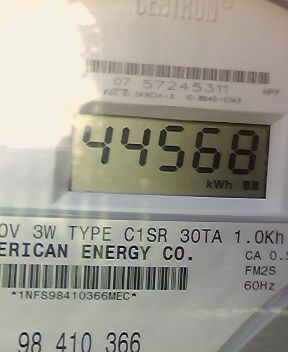 CENTRON
07 57245311
44568
kWh
0V 3W TYPE C1SR 30TA 1.0Kh
ERICAN ENERGY CO.
CA 0.5
FM2S
60Hz
*1NFS98410366MEC*
98 410 366